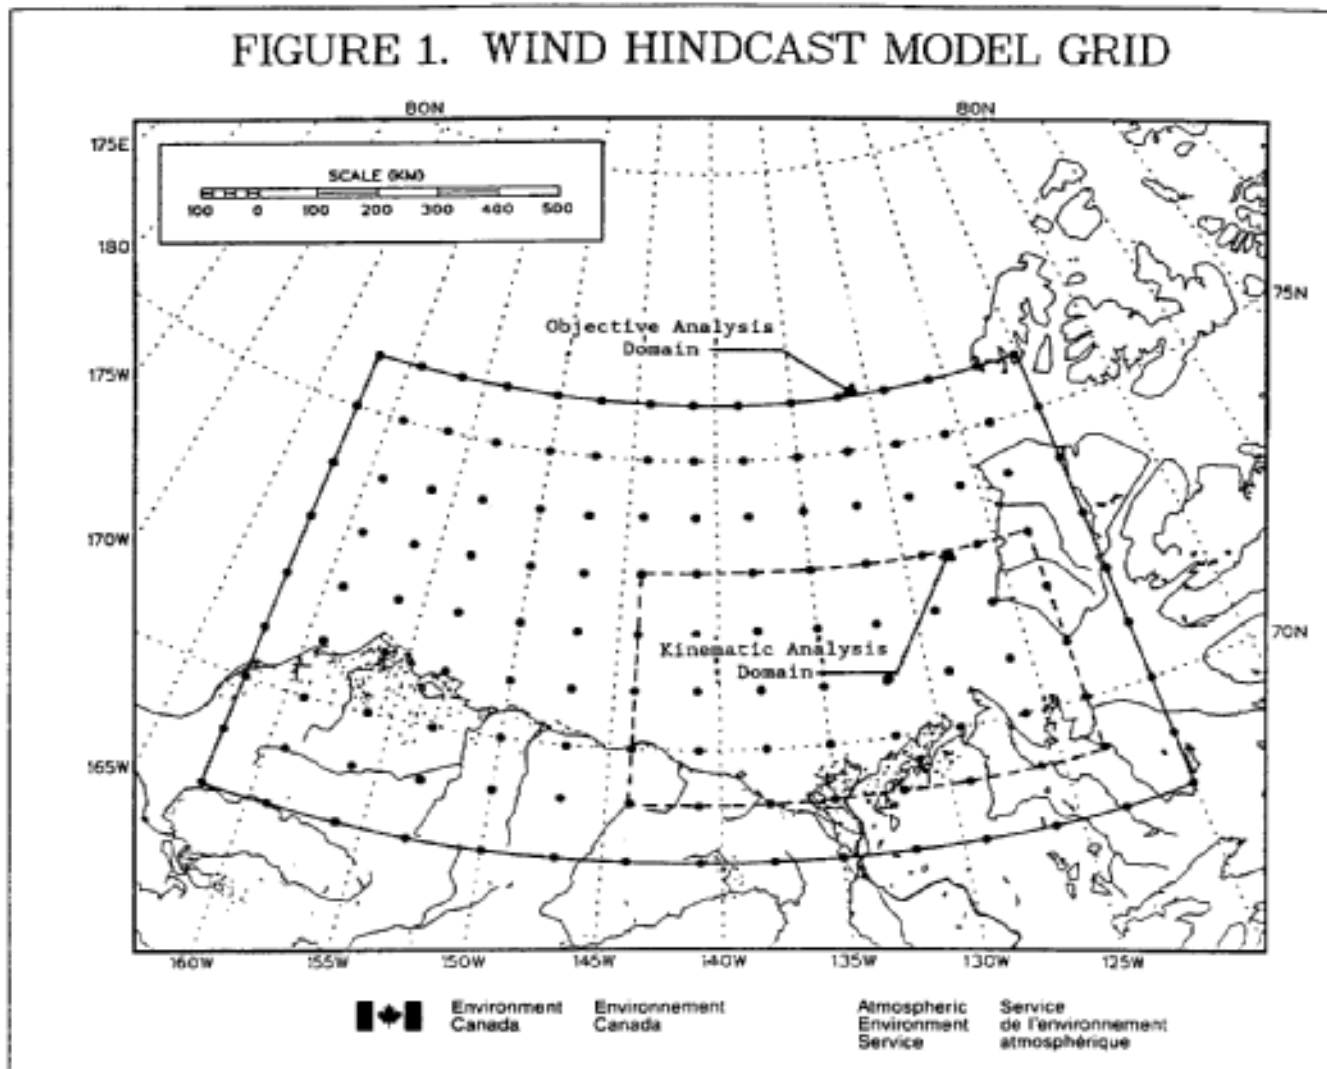 FIGURE 1. WIND HINDCAST MODEL GRID
80N 80N
175E
SCALE (KM)
100 0 100 200 300 400 500
180
75N
Objective Analysis
Domain
175W
170W
70N
Kinematic Analysis
Domain
165W
160W 155W 150W 145W 140W 135W 130W 125W
Environment Environnement
Canada Canada
Atmospheric Service
Environment de l'environnement
Service atmosphérique